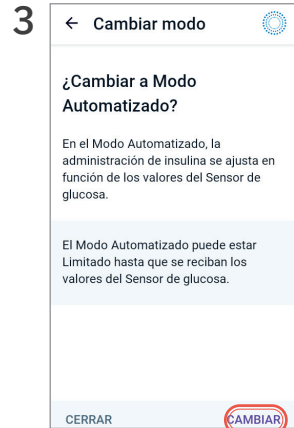 3
← Cambiar modo
¿Cambiar a Modo
Automatizado?
En el Modo Automatizado, la
administración de insulina se ajusta en
función de los valores del Sensor de
glucosa.
El Modo Automatizado puede estar
Limitado hasta que se reciban los
valores del Sensor de glucosa.
CERRAR CAMBIAR